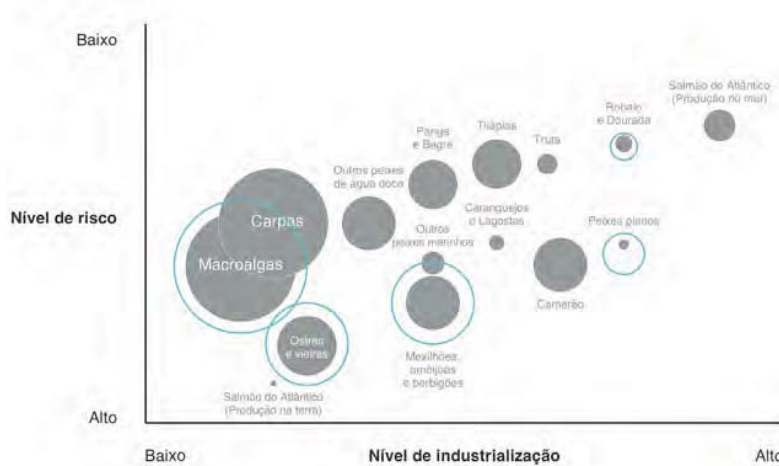 Baixo
Salmão do Atlântico
(Produção no mar)
Robalo
e Dourada
Panga
e Bagre
Tilápias
Truta
Outros peixes
de água doce
Nível de risco
Carpas
Caranguejos
e Lagostas
Outros
peixes marinhos
Peixes planos
Macroalgas
Camarão
Ostras
e vieiras
Mexilhões,
amêijoas
e berbigões
Salmão do Atlântico
(Produção na terra)
Alto
Baixo
Nível de industrialização
Alto